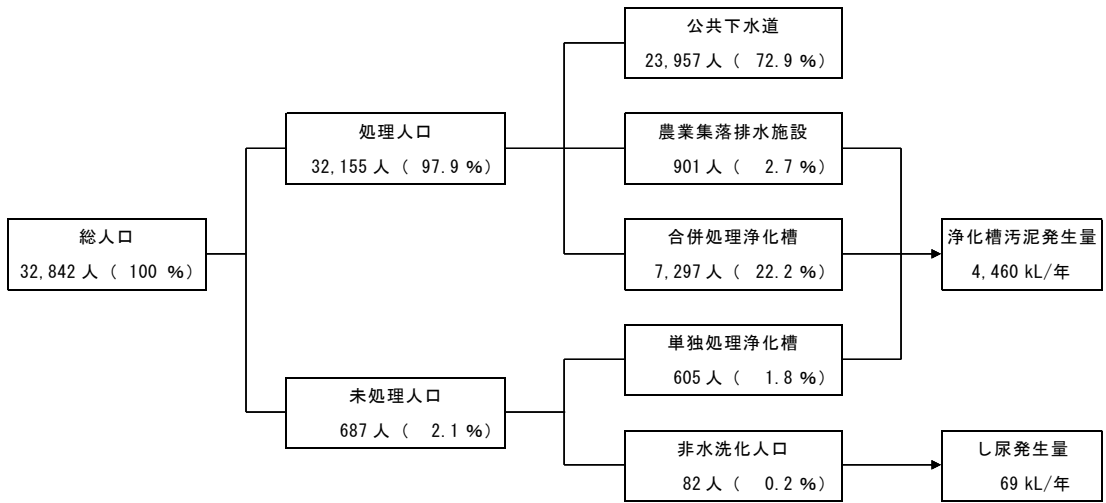 公共下水道
23,957 人 ( 72.9 %)
処理人口
32,155 人 ( 97.9 %)
農業集落排水施設
901 人 ( 2.7 %)
総人口
32,842 人 ( 100 %)
合併処理浄化槽
7,297 人 ( 22.2 %)
浄化槽汚泥発生量
4,460 kL/年
単独処理浄化槽
605 人 ( 1.8 %)
未処理人口
687 人 ( 2.1 %)
非水洗化人口
82 人 ( 0.2 %)
し尿発生量
69 kL/年